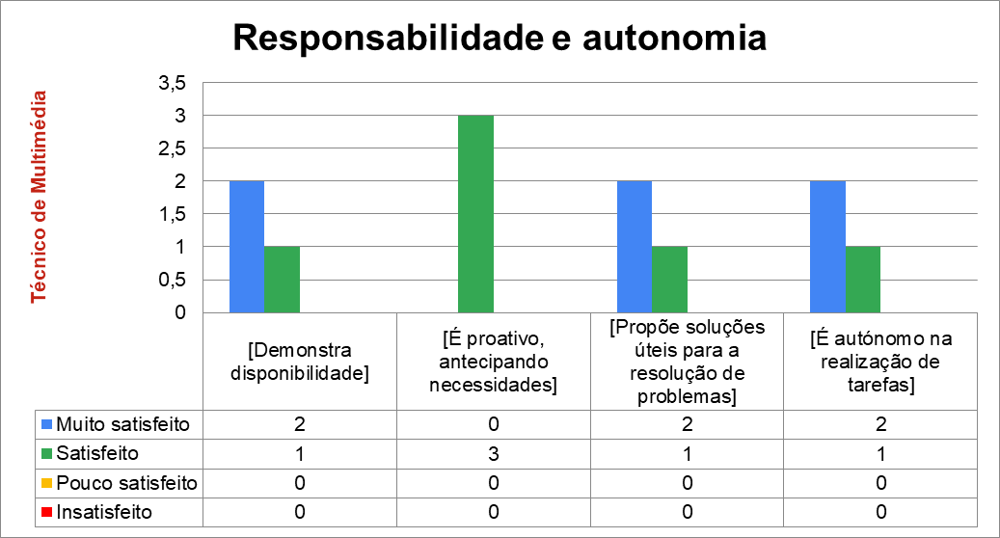 Responsabilidade e autonomia
Técnico de Multimédia
3,5
3
2,5
2
1,5
1
0,5
0
[Demonstra
disponibilidade]
[É proativo,
antecipando
necessidades]
[Propõe soluções
úteis para a
resolução de
problemas]
[É autónomo na
realização de
tarefas]
Muito satisfeito 2 0 2 2
Satisfeito 1 3 1 1
Pouco satisfeito 0 0 0 0
Insatisfeito 0 0 0 0